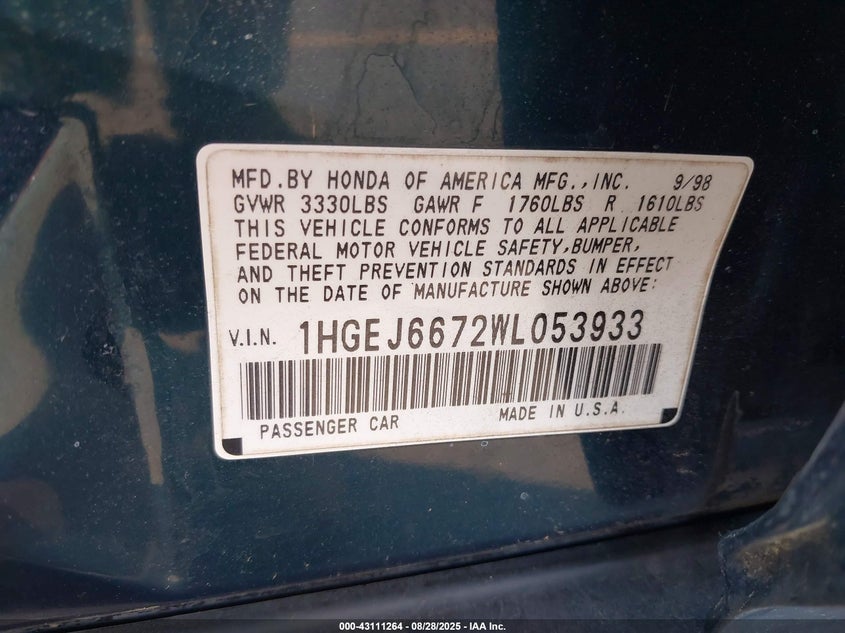 MFD.BY HONDA OF AMERICA MFG.,INC. 9/98
GVWR 3330LBS GAWR F 1760LBS R 1610LBS
THIS VEHICLE CONFORMS TO ALL APPLICABLE
FEDERAL MOTOR VEHICLE SAFETY,BUMPER,
AND THEFT PREVENTION STANDARDS IN EFFECT
ON THE DATE OF MANUFACTURE SHOWN ABOVE:
V.I.N. 1HGEJ6672WL053933
PASSENGER CAR MADE IN U.S.A.
000-43111264 | 08/28/2025 - IAA Inc.